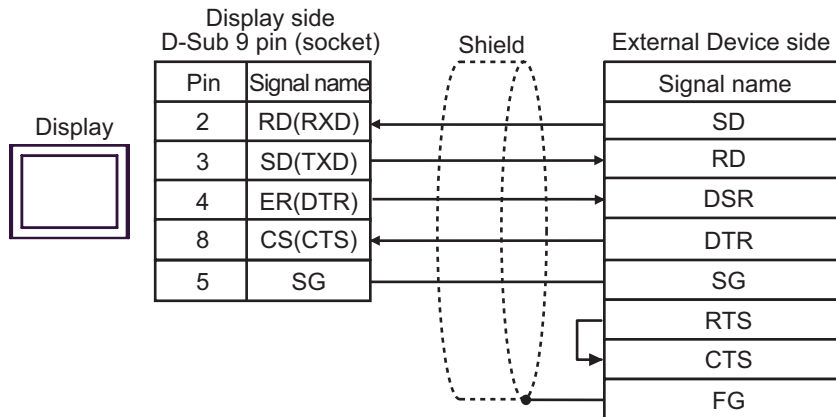 Display side
D-Sub 9 pin (socket)
Shield
External Device side
Pin
Signal name
Signal name
Display
2
RD(RXD)
SD
3
SD(TXD)
RD
4
ER(DTR)
DSR
8
CS(CTS)
DTR
5
SG
SG
RTS
CTS
FG